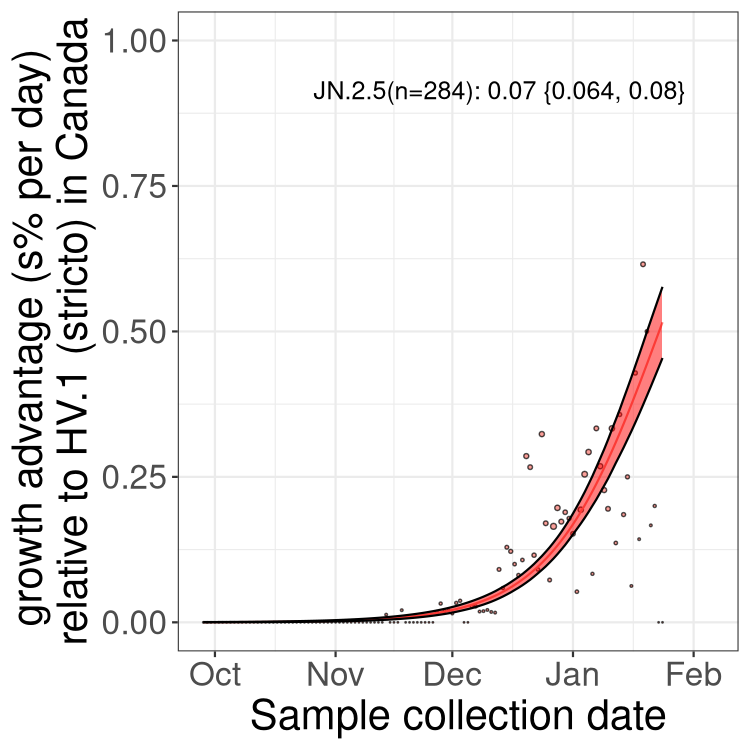 growth advantage (s% per day)
relative to HV.1 (stricto) in Canada
1.00
JN.2.5(n=284): 0.07 {0.064, 0.08}
0.75
0.50
0.25
0.00
Oct Nov Dec Jan Feb
Sample collection date